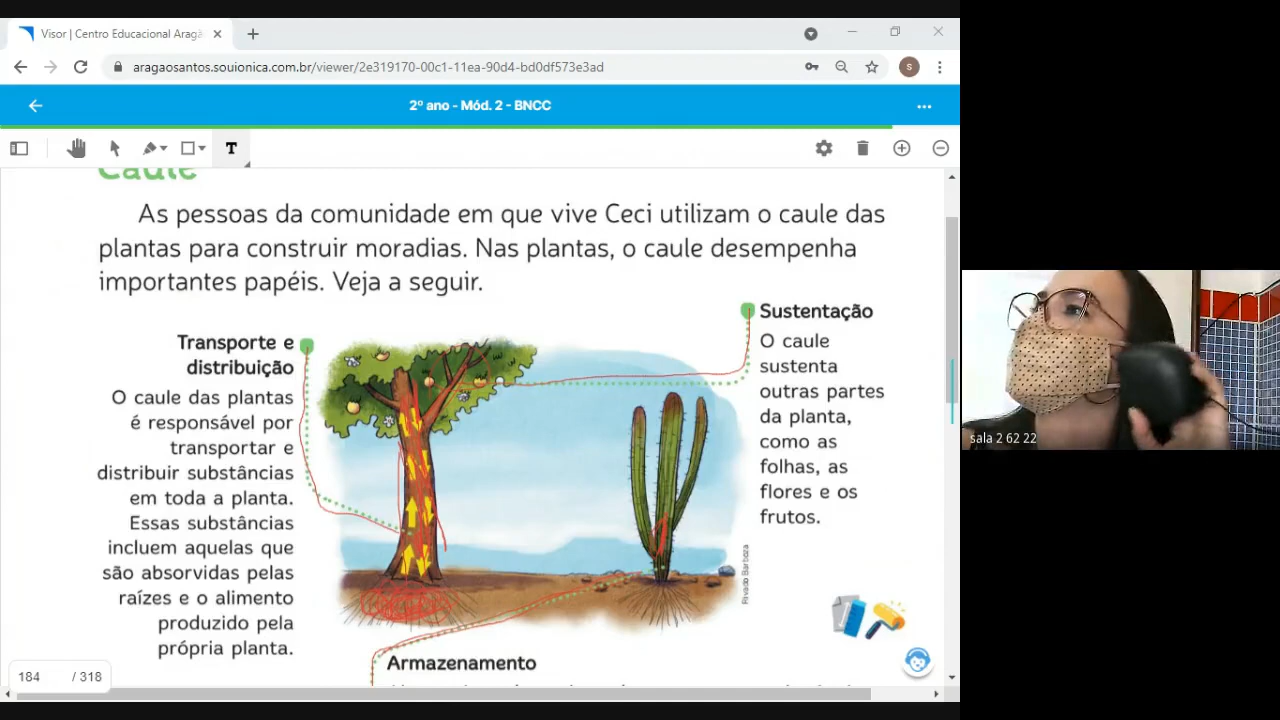 Visor | Centro Educacional Arag
aragaosantos.souionica.com.br/viewer/2e319170-00c1-11ea-90d4-bd0df573e3ad
s
2º ano - Mód. 2 - BNCC
T
Caule
As pessoas da comunidade em que vive Ceci utilizam o caule das
plantas para construir moradias. Nas plantas, o caule desempenha
importantes papéis. Veja a seguir.
Transporte e
distribuição
O caule das plantas
é responsável por
transportar e
distribuir substâncias
em toda a planta.
Essas substâncias
incluem aquelas que
são absorvidas pelas
raízes e o alimento
produzido pela
própria planta.
Sustentação
O caule
sustenta
outras partes
da planta,
como as
folhas, as
flores e os
frutos.
Rivado Barboza
Armazenamento
184 / 318
sala 2 62 22